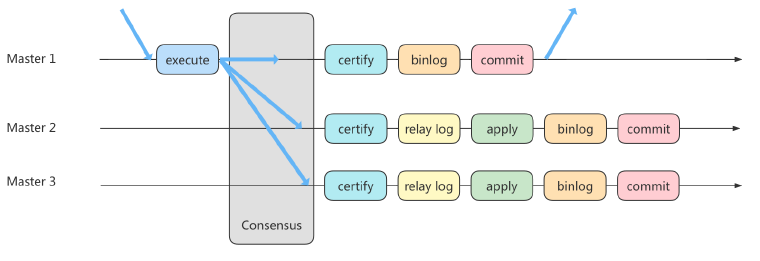 Master 1
execute
certify
binlog
commit
Master 2
certify
relay log
apply
binlog
commit
Master 3
certify
relay log
apply
binlog
commit
Consensus